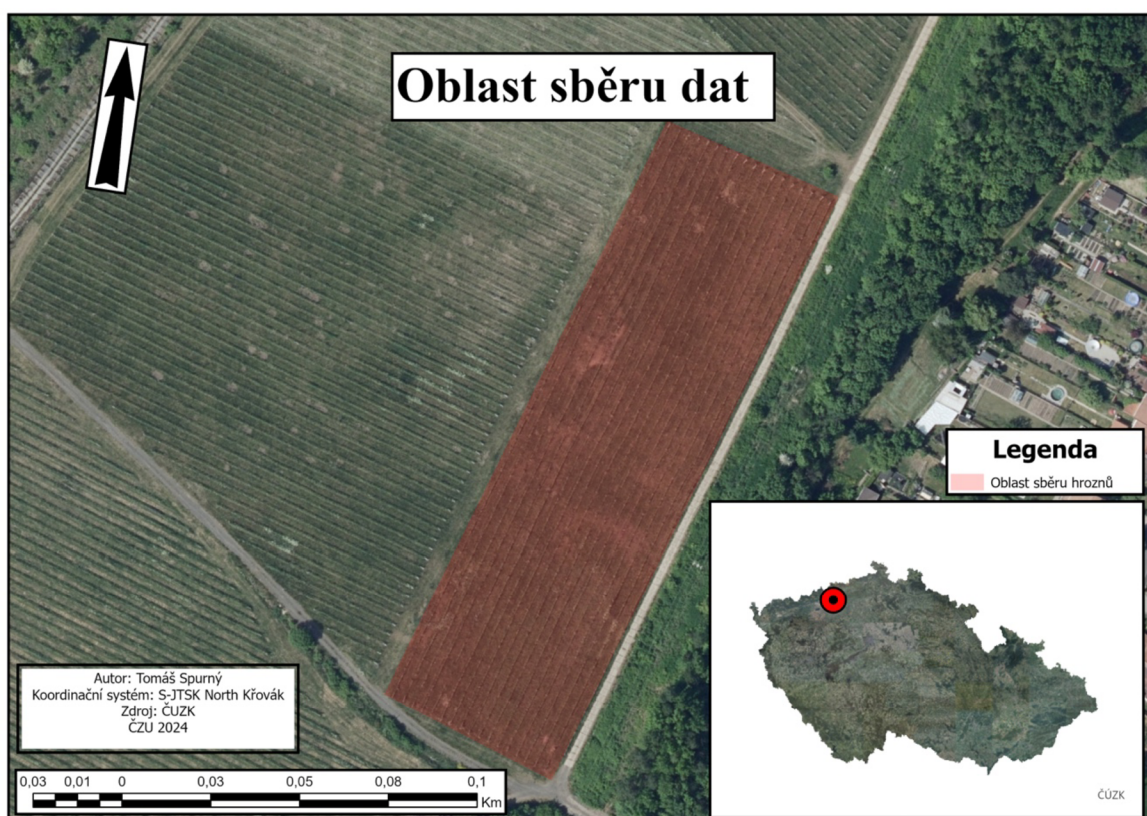 Oblast sběru dat
Legenda
Oblast sběru hroznů
Autor: Tomáš Spurný
Koordinační systém: S-JTSK North Křovák
Zdroj: ČUZK
ČZU 2024
0,03 0,01 0 0,03 0,05 0,08 0,1
Km
ČÚZK